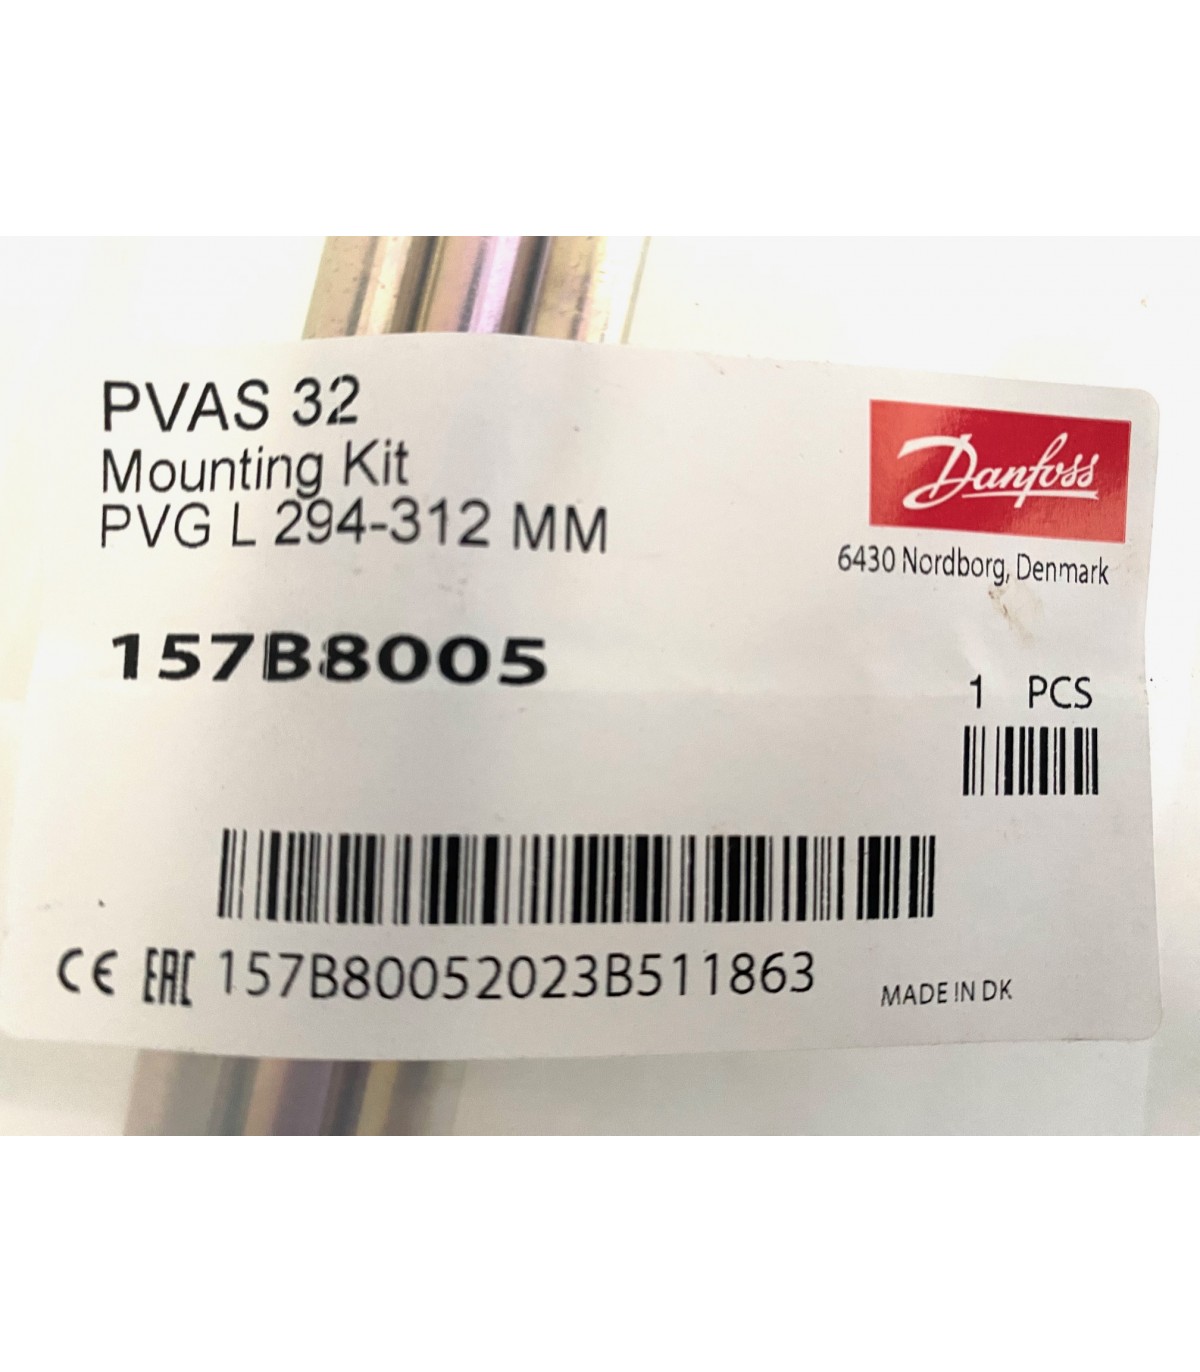 PVAS 32
Mounting Kit
PVG L 294-312 MM
Danfoss
6430 Nordborg, Denmark
157B8005
1 PCS
CE EAC 157B80052023B511863
MADE IN DK